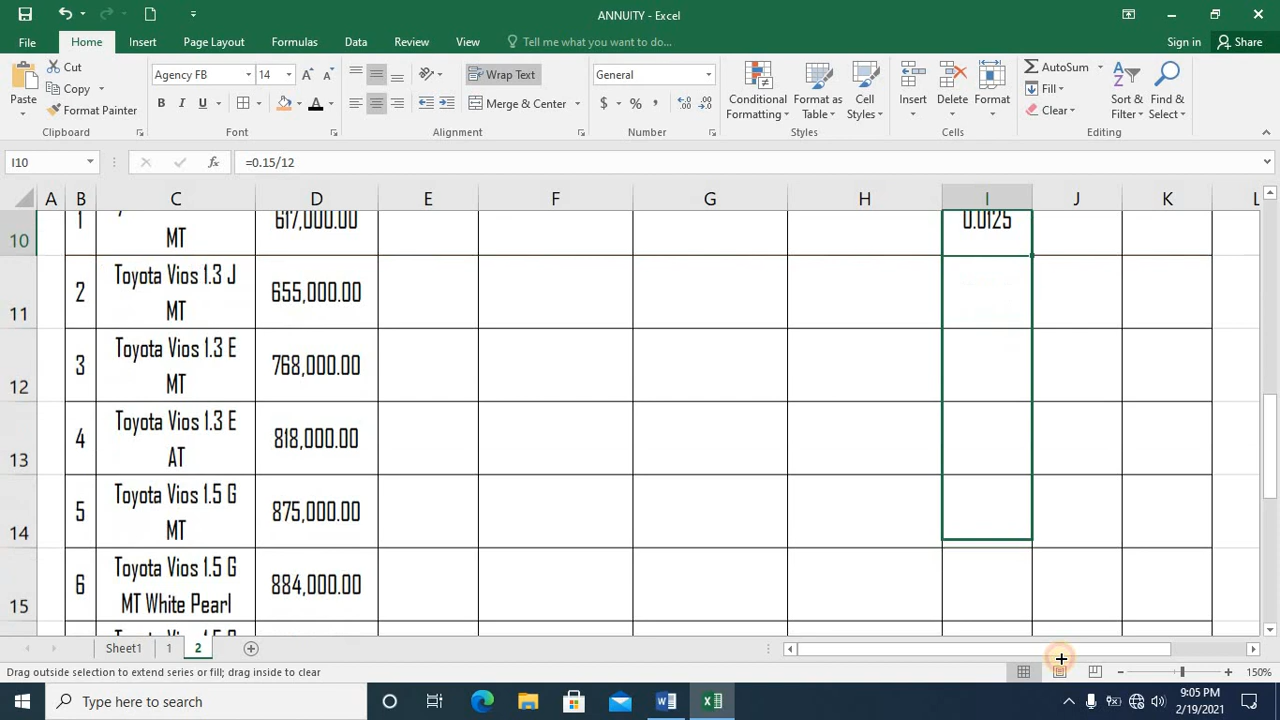 ANNUITY - Excel
File Home Insert Page Layout Formulas Data Review View Tell me what you want to do... Sign in Share
Paste Cut Copy Format Painter Clipboard
Agency FB 14 A A B I U A Font
Wrap Text Merge & Center Alignment
General $ % , Number
Conditional Formatting Format as Table Cell Styles Styles
Insert Delete Format Cells
AutoSum Fill Clear Sort & Filter Find & Select Editing
I10 fx =0.15/12
A B C D E F G H I J K L
10 1 MT 617,000.00 0.0125
11 2 Toyota Vios 1.3 J MT 655,000.00
12 3 Toyota Vios 1.3 E MT 768,000.00
13 4 Toyota Vios 1.3 E AT 818,000.00
14 5 Toyota Vios 1.5 G MT 875,000.00
15 6 Toyota Vios 1.5 G MT White Pearl 884,000.00
Sheet1 1 2
Drag outside selection to extend series or fill; drag inside to clear 150%
Type here to search
9:05 PM
2/19/2021